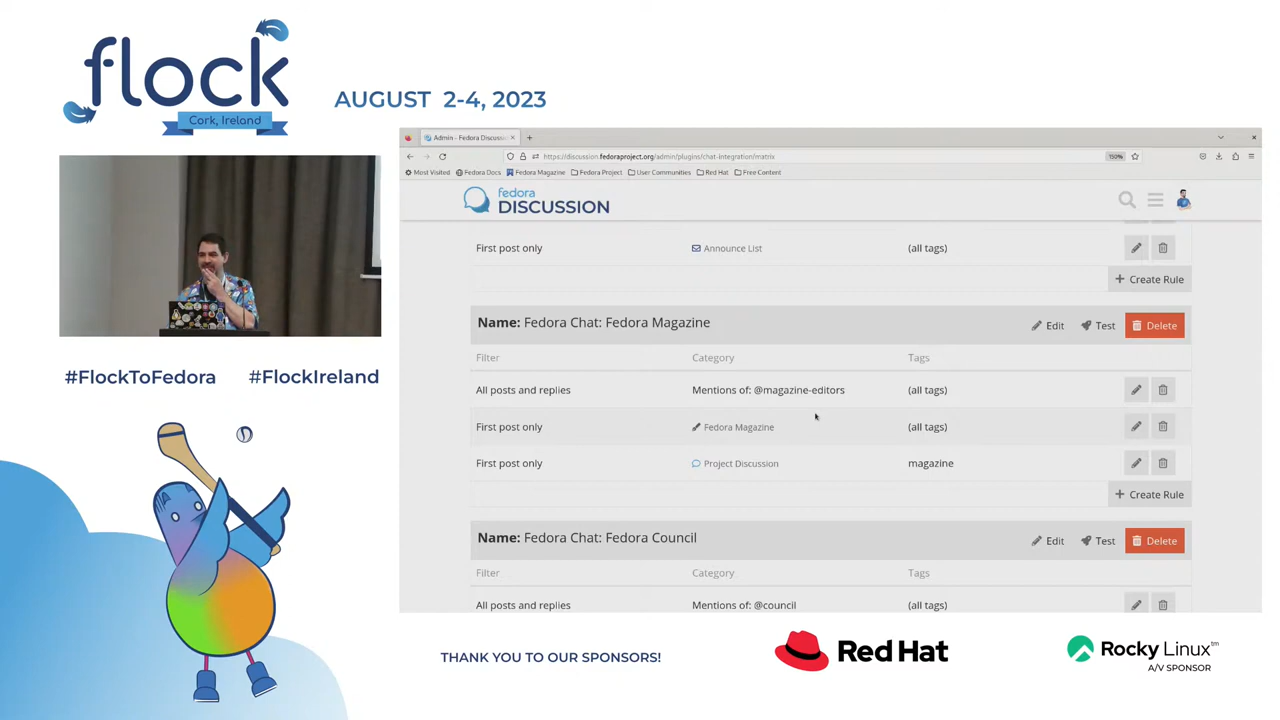 flock
Cork, Ireland
AUGUST 2-4, 2023
Admin - Fedora Discussi
https://discussion.fedoraproject.org/admin/plugins/chat-integration/matrix
150%
Most Visited Fedora Docs Fedora Magazine Fedora Project User Communities Red Hat Free Content
fedora
DISCUSSION
First post only Announce List (all tags)
+ Create Rule
Name: Fedora Chat: Fedora Magazine Edit Test Delete
Filter Category Tags
All posts and replies Mentions of: @magazine-editors (all tags)
First post only Fedora Magazine (all tags)
First post only Project Discussion magazine
+ Create Rule
Name: Fedora Chat: Fedora Council Edit Test Delete
Filter Category Tags
All posts and replies Mentions of: @council
#FlockToFedora #FlockIreland
THANK YOU TO OUR SPONSORS!
Red Hat
Rocky Linux™
A/V SPONSOR